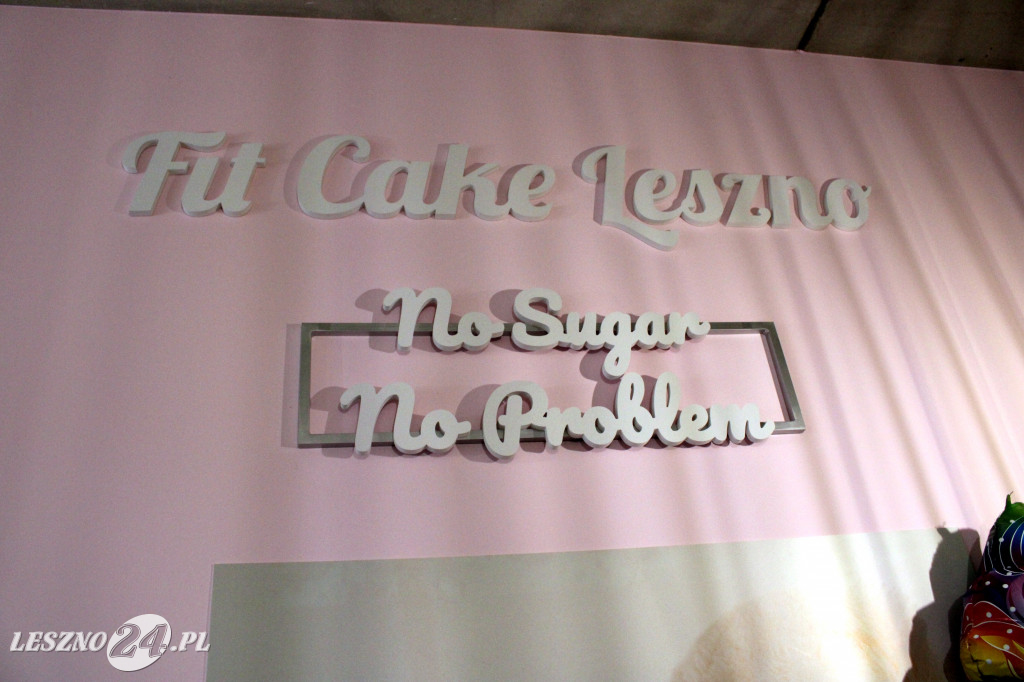 Fit Cake Leszno
No Sugar
No Problem
LESZNO24.PL